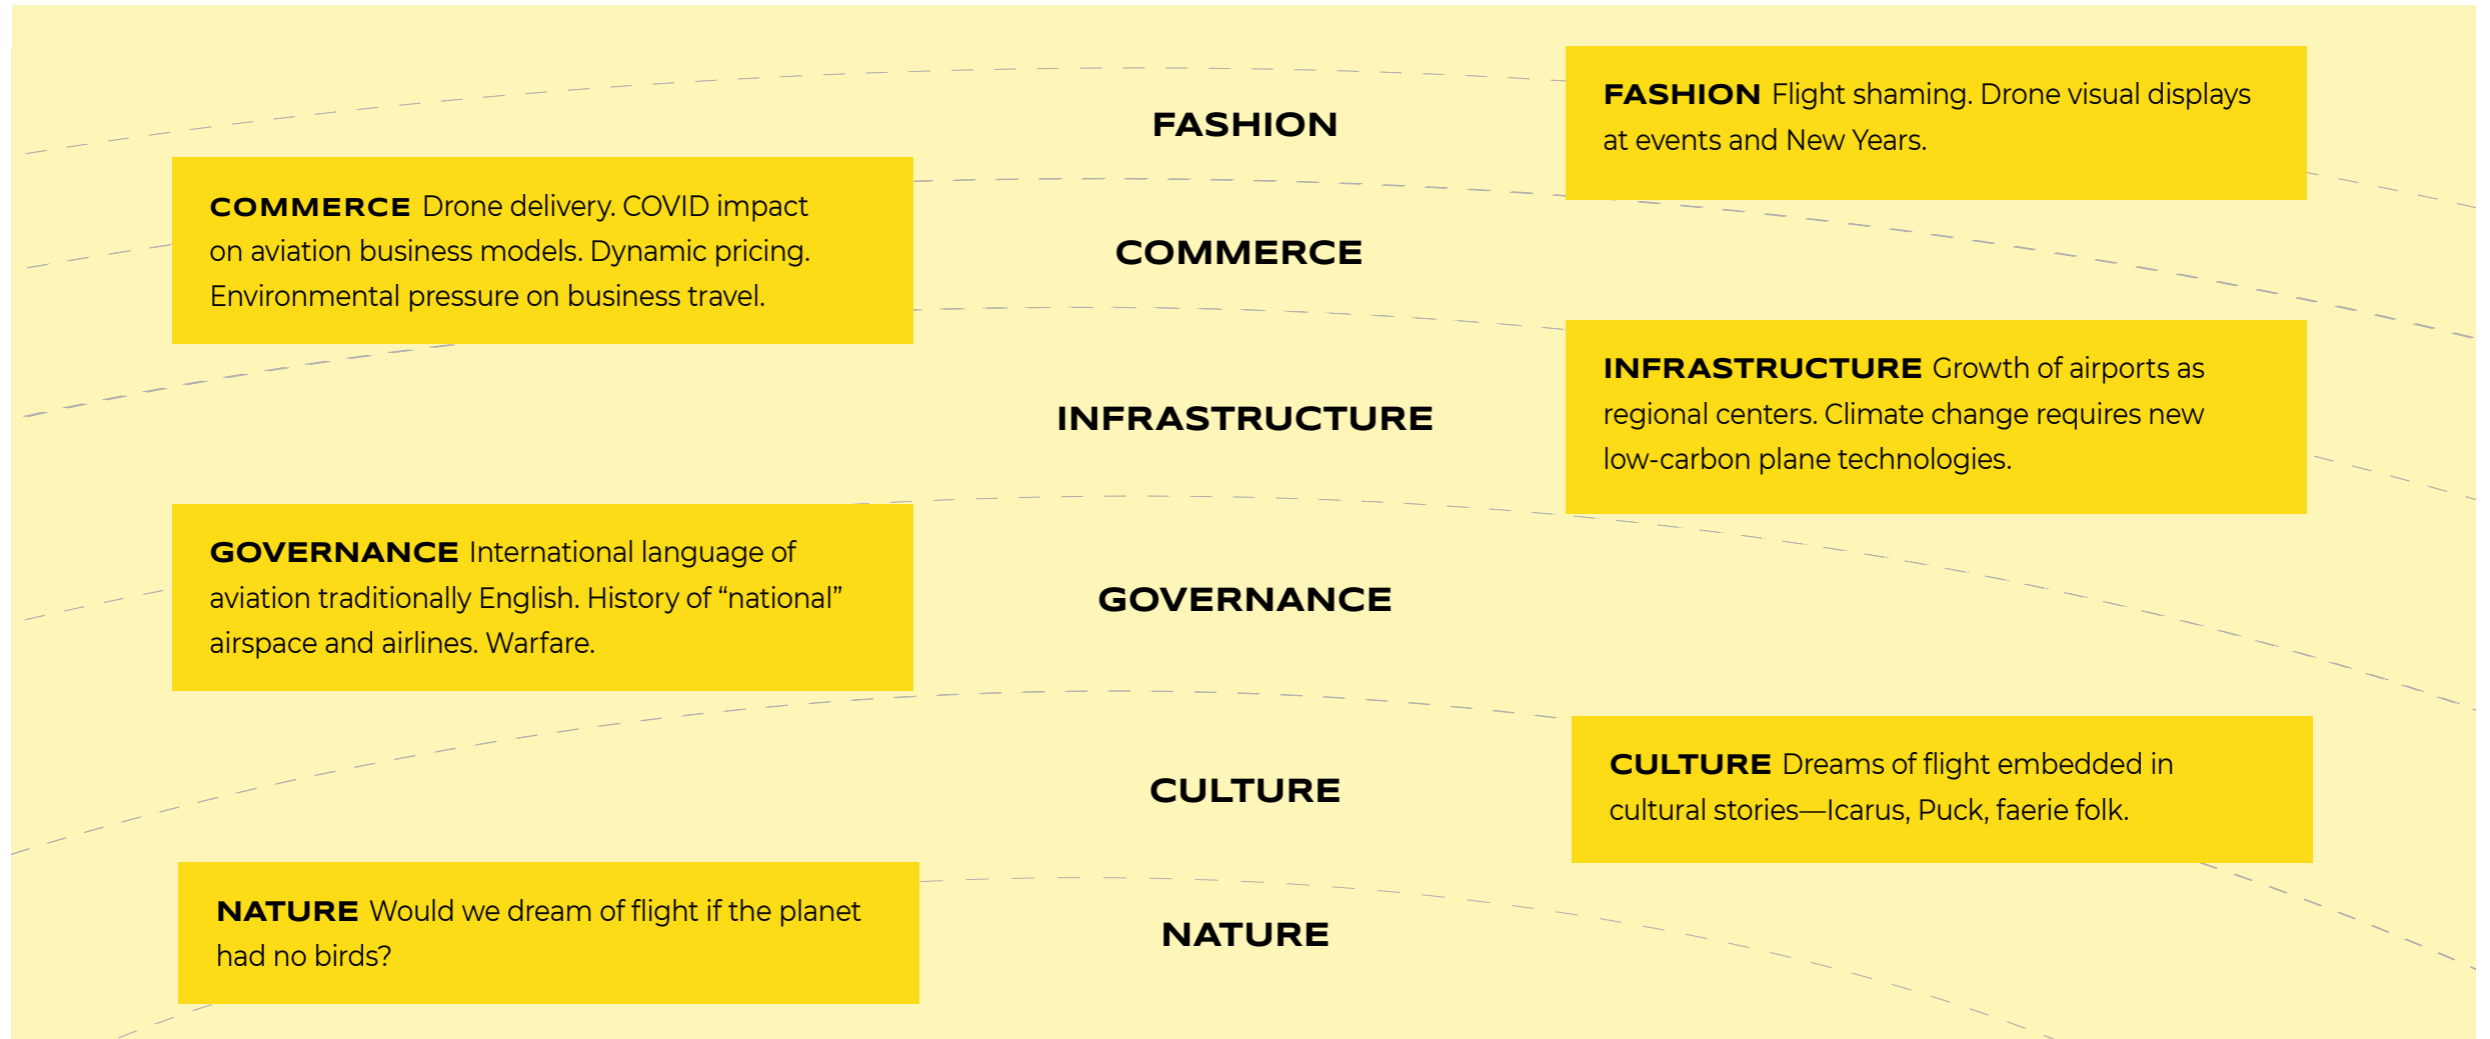 FASHION
FASHION Flight shaming. Drone visual displays
at events and New Years.
COMMERCE Drone delivery. COVID impact
on aviation business models. Dynamic pricing.
Environmental pressure on business travel.
COMMERCE
INFRASTRUCTURE
INFRASTRUCTURE Growth of airports as
regional centers. Climate change requires new
low-carbon plane technologies.
GOVERNANCE International language of
aviation traditionally English. History of “national”
airspace and airlines. Warfare.
GOVERNANCE
CULTURE
CULTURE Dreams of flight embedded in
cultural stories—Icarus, Puck, faerie folk.
NATURE Would we dream of flight if the planet
had no birds?
NATURE